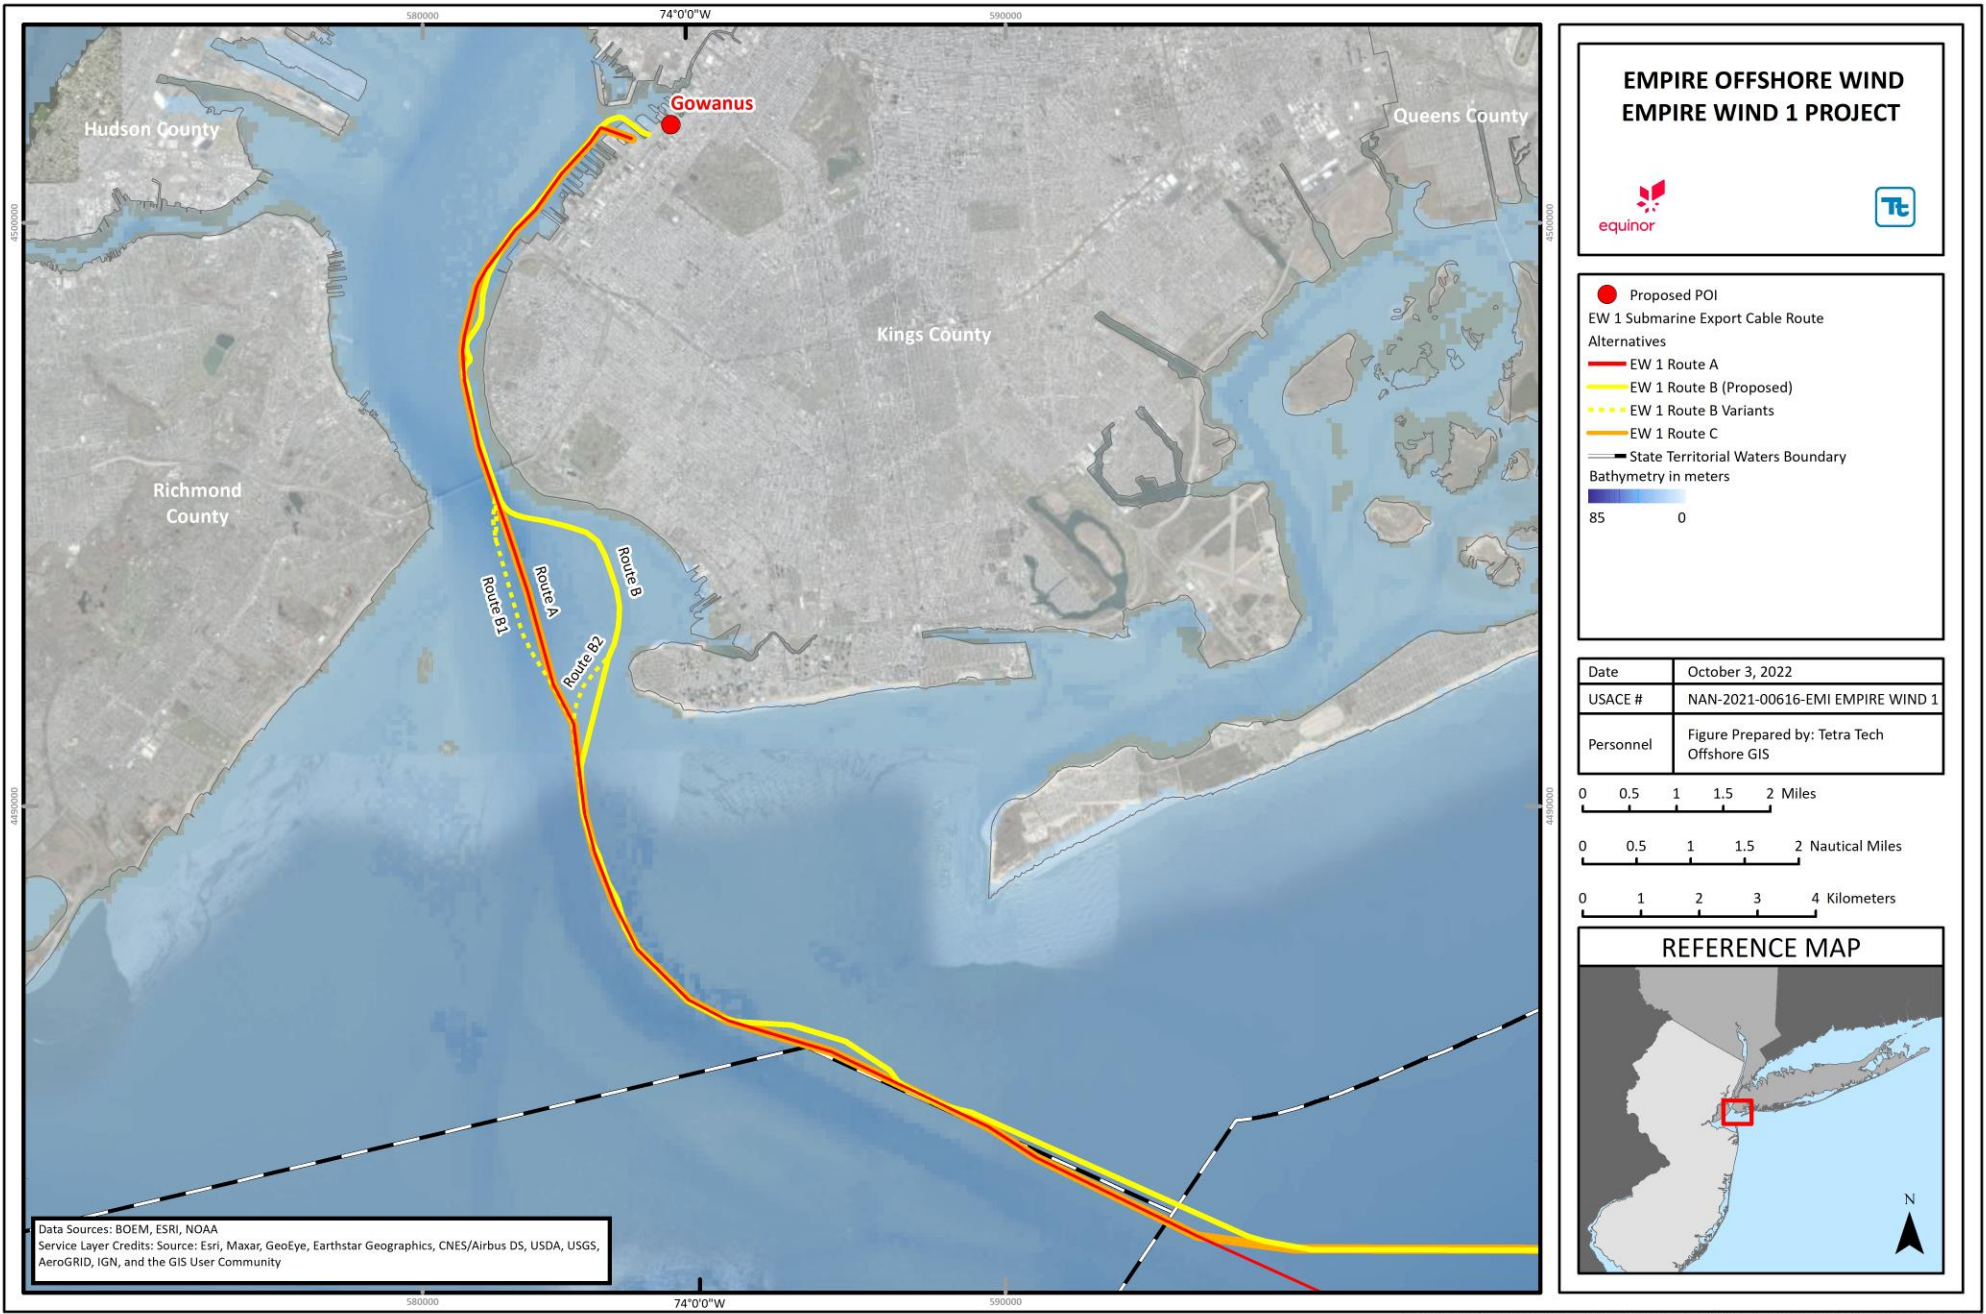 580000
74°0'0"W
590000
4500000
4490000
4500000
4490000
Gowanus
Hudson County
Queens County
Kings County
Richmond
County
Route B
Route A
Route B1
Route B2
Data Sources: BOEM, ESRI, NOAA
Service Layer Credits: Source: Esri, Maxar, GeoEye, Earthstar Geographics, CNES/Airbus DS, USDA, USGS,
AeroGRID, IGN, and the GIS User Community
580000
74°0'0"W
590000
EMPIRE OFFSHORE WIND
EMPIRE WIND 1 PROJECT
equinor
Tt
Proposed POI
EW 1 Submarine Export Cable Route
Alternatives
EW 1 Route A
EW 1 Route B (Proposed)
EW 1 Route B Variants
EW 1 Route C
State Territorial Waters Boundary
Bathymetry in meters
85 0
Date October 3, 2022
USACE # NAN-2021-00616-EMI EMPIRE WIND 1
Personnel Figure Prepared by: Tetra Tech
Offshore GIS
0 0.5 1 1.5 2 Miles
0 0.5 1 1.5 2 Nautical Miles
0 1 2 3 4 Kilometers
REFERENCE MAP
N